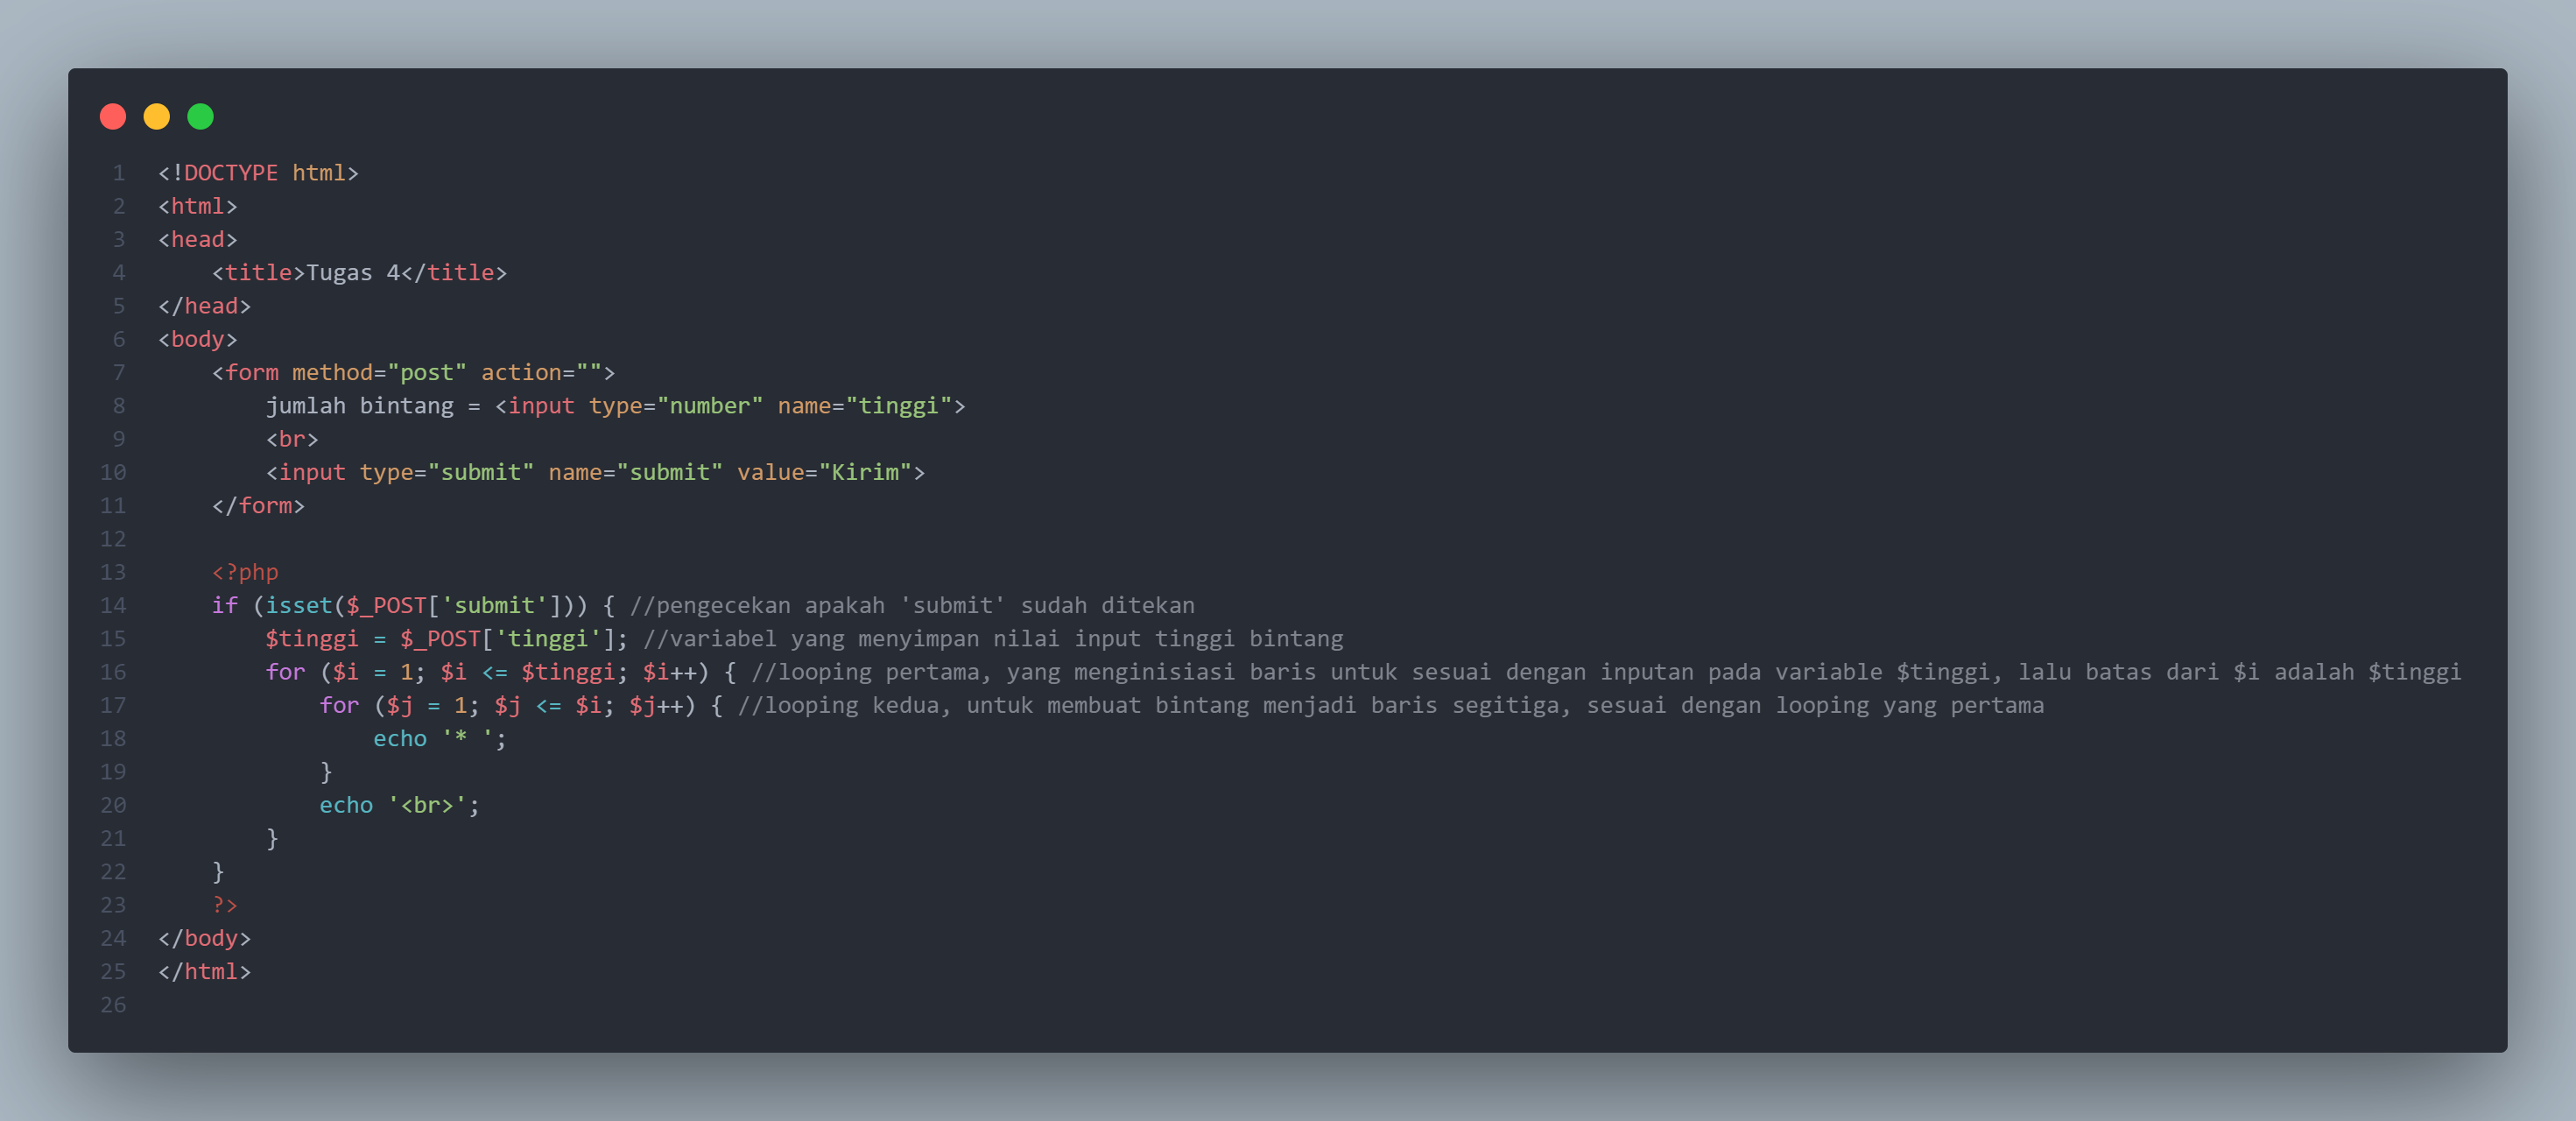 1 <!DOCTYPE html>
2 <html>
3 <head>
4     <title>Tugas 4</title>
5 </head>
6 <body>
7     <form method="post" action="">
8         jumlah bintang = <input type="number" name="tinggi">
9         <br>
10         <input type="submit" name="submit" value="Kirim">
11     </form>
12
13     <?php
14     if (isset($_POST['submit'])) { //pengecekan apakah 'submit' sudah ditekan
15         $tinggi = $_POST['tinggi']; //variabel yang menyimpan nilai input tinggi bintang
16         for ($i = 1; $i <= $tinggi; $i++) { //looping pertama, yang menginisiasi baris untuk sesuai dengan inputan pada variable $tinggi, lalu batas dari $i adalah $tinggi
17             for ($j = 1; $j <= $i; $j++) { //looping kedua, untuk membuat bintang menjadi baris segitiga, sesuai dengan looping yang pertama
18                 echo '* ';
19             }
20             echo '<br>';
21         }
22     }
23     ?>
24 </body>
25 </html>
26